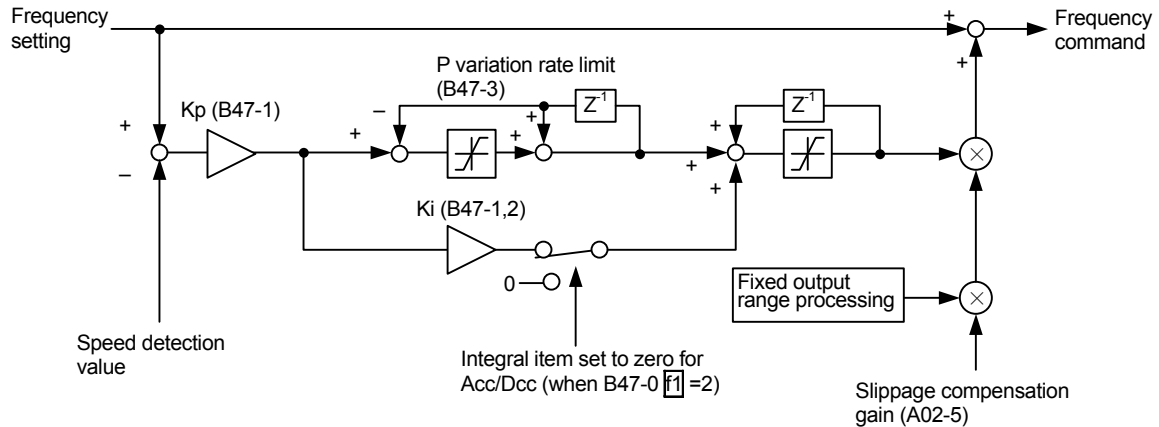 Frequency
setting
+
Frequency
command
+
P variation rate limit
(B47-3)
Z-1
Z-1
Kp (B47-1)
–
+
+
+
+
+
–
+
+
Ki (B47-1,2)
×
0
Fixed output
range processing
×
Speed detection
value
Integral item set to zero for
Acc/Dcc (when B47-0 f1 =2)
Slippage compensation
gain (A02-5)